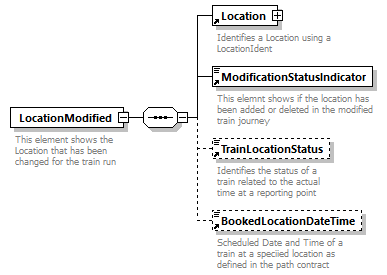 Location
Identifies a Location using a
LocationIdent
ModificationStatusIndicator
This elemnt shows if the location has
been added or deleted in the modified
train journey
LocationModified
This element shows the
Location that has been
changed for the train run
TrainLocationStatus
Identifies the status of a
train related to the actual
time at a reporting point
BookedLocationDateTime
Scheduled Date and Time of a
train at a speciied location as
defined in the path contract